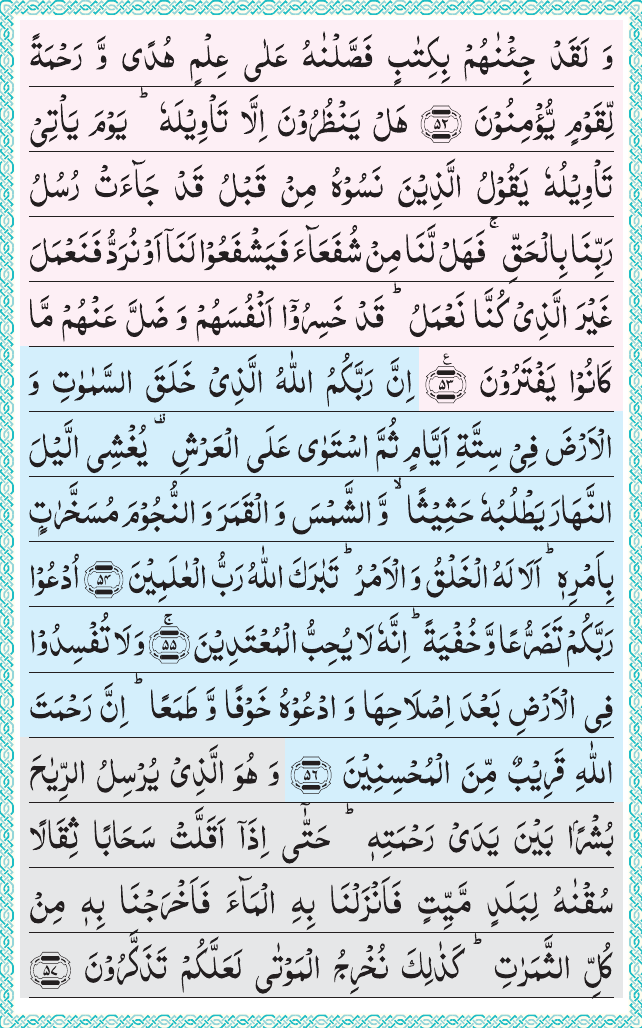 وَ لَقَدْ جِئْنٰهُمْ بِكِتٰبٍ فَصَّلْنٰهُ عَلٰى عِلْمٍ هُدًى وَّ رَحْمَةً
لِّقَوْمٍ یُّؤْمِنُوْنَ ﴿۵۲﴾ هَلْ یَنْظُرُوْنَ اِلَّا تَاْوِیْلَهٗ ؕ یَوْمَ یَاْتِیْ
تَاْوِیْلُهٗ یَقُوْلُ الَّذِیْنَ نَسُوْهُ مِنْ قَبْلُ قَدْ جَآءَتْ رُسُلُ
رَبِّنَا بِالْحَقِّ ۚ فَهَلْ لَّنَا مِنْ شُفَعَآءَ فَیَشْفَعُوْا لَنَاۤ اَوْ نُرَدُّ فَنَعْمَلَ
غَیْرَ الَّذِیْ كُنَّا نَعْمَلُ ؕ قَدْ خَسِرُوْۤا اَنْفُسَهُمْ وَ ضَلَّ عَنْهُمْ مَّا
كَانُوْا یَفْتَرُوْنَ ﴿۵۳﴾ ع اِنَّ رَبَّكُمُ اللّٰهُ الَّذِیْ خَلَقَ السَّمٰوٰتِ وَ
الْاَرْضَ فِیْ سِتَّةِ اَیَّامٍ ثُمَّ اسْتَوٰى عَلَى الْعَرْشِ ۫ یُغْشِی الَّیْلَ
النَّهَارَ یَطْلُبُهٗ حَثِیْثًا ۙ وَّ الشَّمْسَ وَ الْقَمَرَ وَ النُّجُوْمَ مُسَخَّرٰتٍۭ
بِاَمْرِهٖ ؕ اَلَا لَهُ الْخَلْقُ وَ الْاَمْرُ ؕ تَبٰرَكَ اللّٰهُ رَبُّ الْعٰلَمِیْنَ ﴿۵۴﴾ اُدْعُوْا
رَبَّكُمْ تَضَرُّعًا وَّ خُفْیَةً ؕ اِنَّهٗ لَا یُحِبُّ الْمُعْتَدِیْنَ ﴿۵۵﴾ ۚ وَ لَا تُفْسِدُوْا
فِی الْاَرْضِ بَعْدَ اِصْلَاحِهَا وَ ادْعُوْهُ خَوْفًا وَّ طَمَعًا ؕ اِنَّ رَحْمَتَ
اللّٰهِ قَرِیْبٌ مِّنَ الْمُحْسِنِیْنَ ﴿۵۶﴾ وَ هُوَ الَّذِیْ یُرْسِلُ الرِّیٰحَ
بُشْرًۢا بَیْنَ یَدَیْ رَحْمَتِهٖ ؕ حَتّٰۤى اِذَاۤ اَقَلَّتْ سَحَابًا ثِقَالًا
سُقْنٰهُ لِبَلَدٍ مَّیِّتٍ فَاَنْزَلْنَا بِهِ الْمَآءَ فَاَخْرَجْنَا بِهٖ مِنْ
كُلِّ الثَّمَرٰتِ ؕ كَذٰلِكَ نُخْرِجُ الْمَوْتٰى لَعَلَّكُمْ تَذَكَّرُوْنَ ﴿۵۷﴾